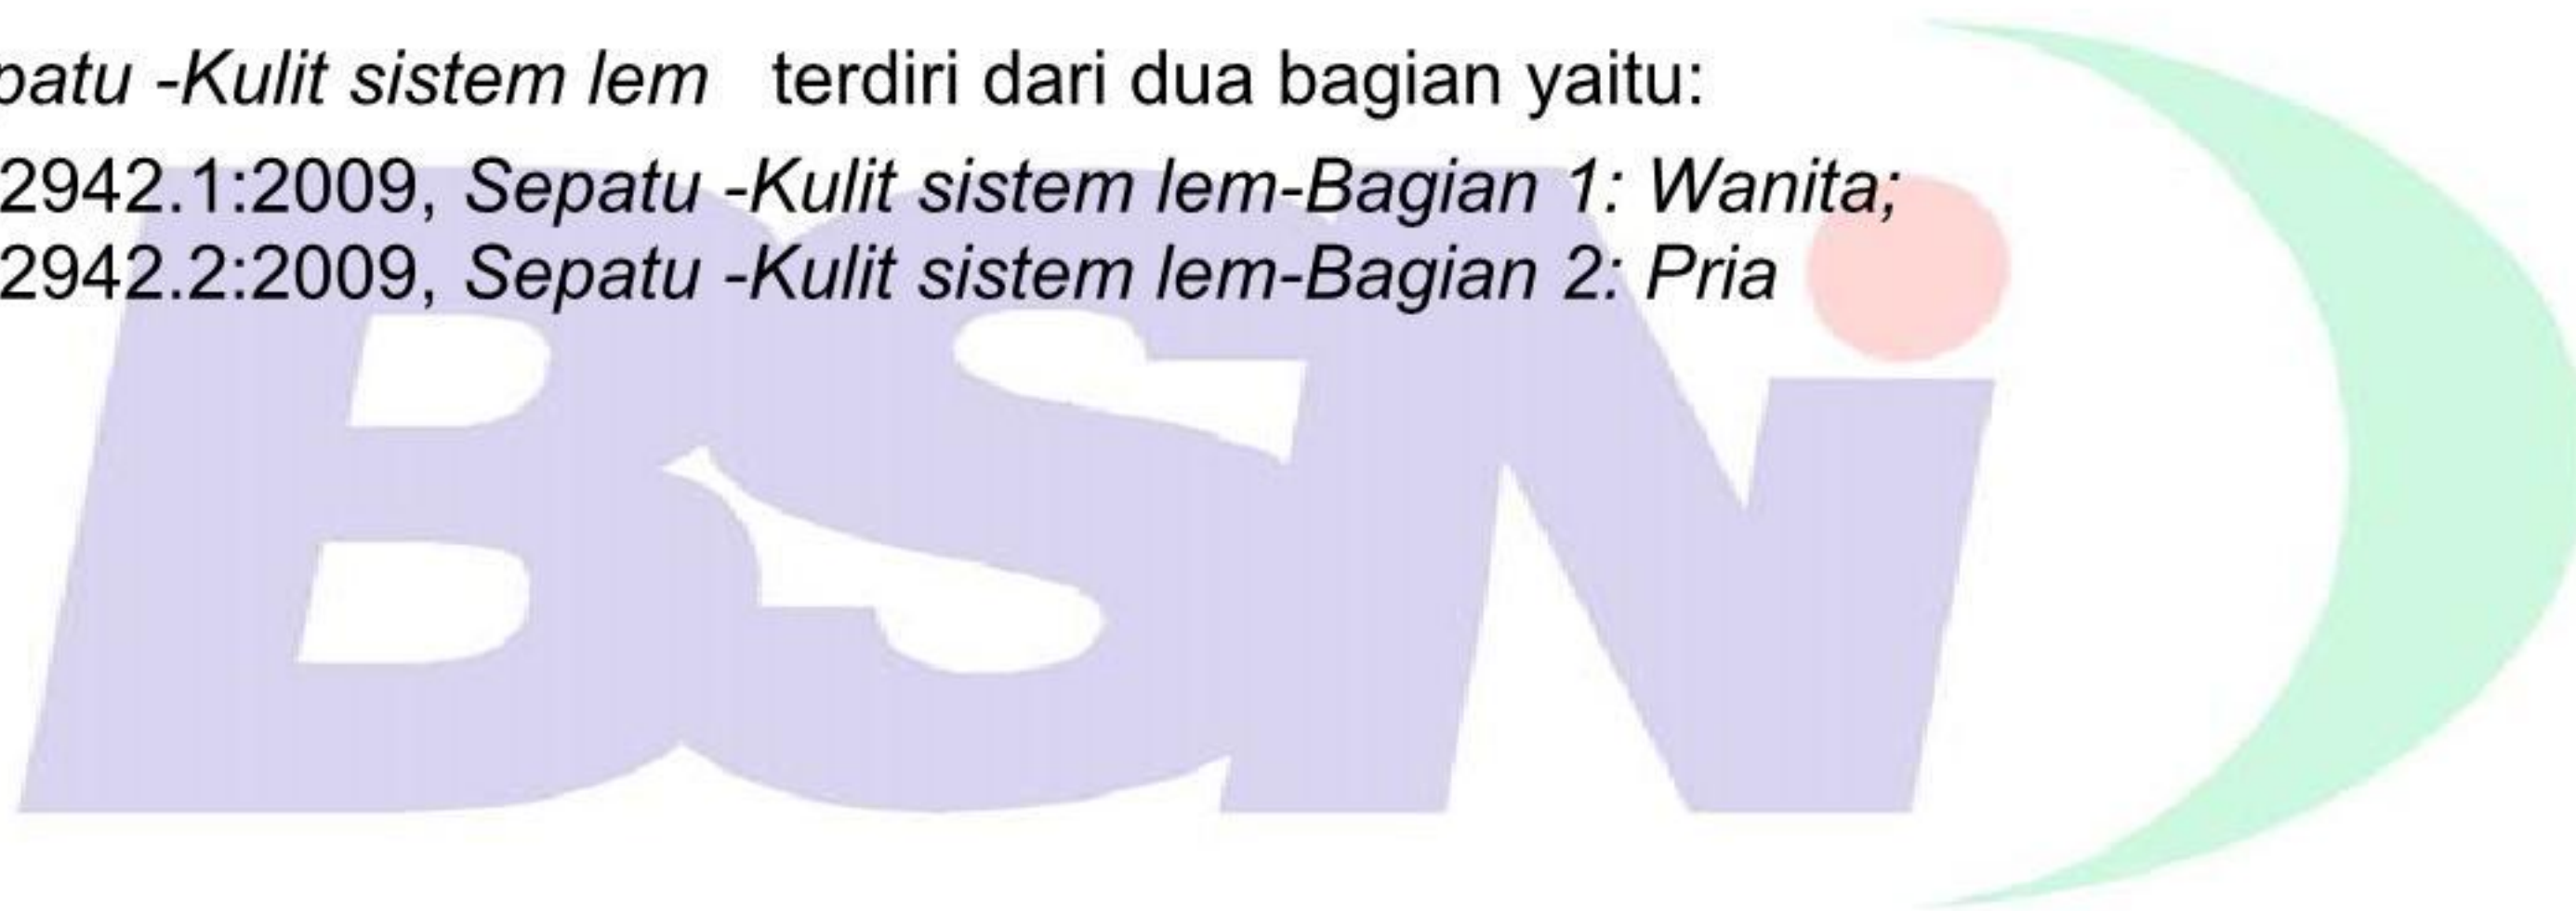 patu -Kulit sistem lem terdiri dari dua bagian yaitu:
2942.1:2009, Sepatu -Kulit sistem lem-Bagian 1: Wanita;
2942.2:2009, Sepatu -Kulit sistem lem-Bagian 2: Pria
BSNi